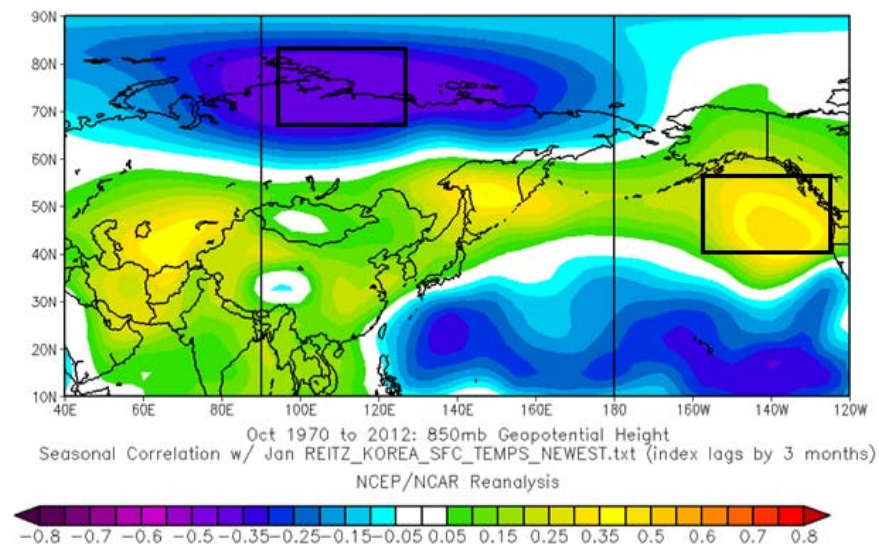 90N
80N
70N
60N
50N
40N
30N
20N
10N
40E 60E 80E 100E 120E 140E 160E 180 160W 140W 120W
Oct 1970 to 2012: 850mb Geopotential Height
Seasonal Correlation w/ Jan REITZ_KOREA_SFC_TEMPS_NEWEST.txt (index lags by 3 months)
NCEP/NCAR Reanalysis
-0.8 -0.7 -0.6 -0.5 -0.35 -0.25 -0.15 -0.05 0.05 0.15 0.25 0.35 0.5 0.6 0.7 0.8